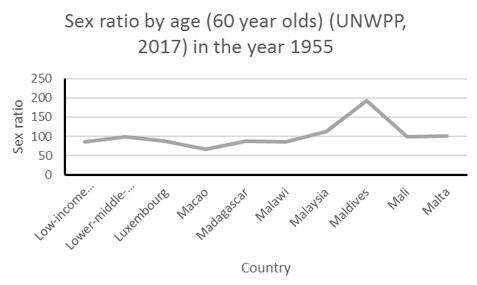 Sex ratio by age (60 year olds) (UNWPP,
2017) in the year 1955
250
200
150
100
50
0
Sex ratio
Low-income…
Lower-middle-…
Luxembourg
Macao
Madagascar
Malawi
Malaysia
Maldives
Mali
Malta
Country